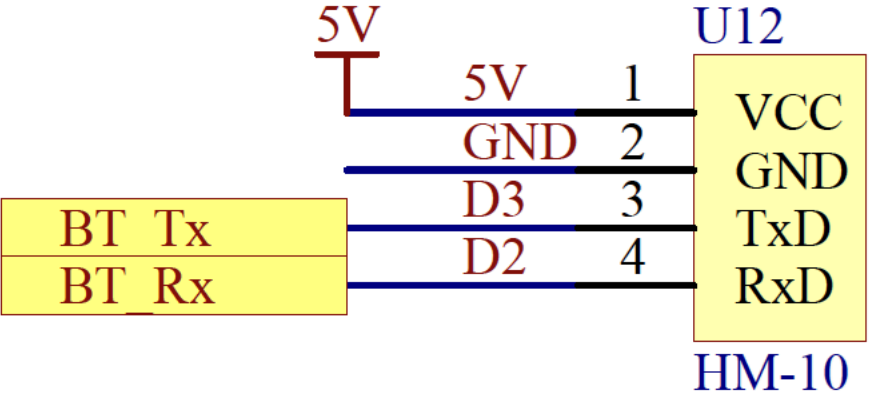 5V
U12
5V 1 VCC
GND 2 GND
BT_Tx D3 3 TxD
BT_Rx D2 4 RxD
HM-10